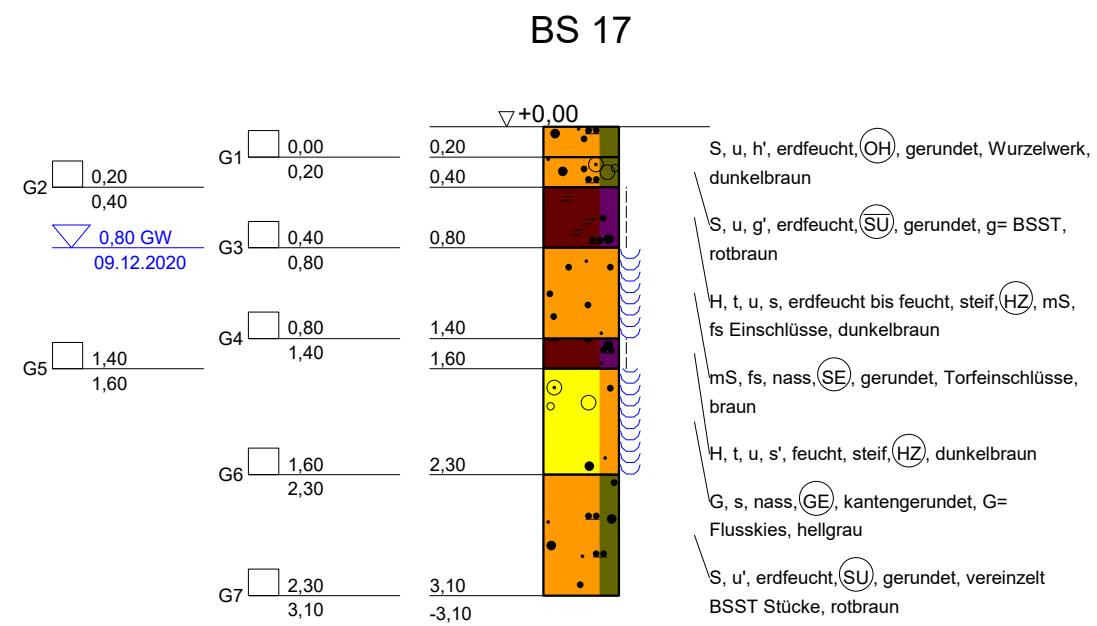 BS 17
+0,00
G1
0,00
0,20
G2
0,20
0,40
0,80 GW
09.12.2020
G3
0,40
0,80
G4
0,80
1,40
G5
1,40
1,60
G6
1,60
2,30
G7
2,30
3,10
0,20
0,40
0,80
1,40
1,60
2,30
3,10
-3,10
S, u, h', erdfeucht, OH, gerundet, Wurzelwerk,
dunkelbraun
S, u, g', erdfeucht, S̅U̅, gerundet, g= BSST,
rotbraun
H, t, u, s, erdfeucht bis feucht, steif, HZ, mS,
fs Einschlüsse, dunkelbraun
mS, fs, nass, SE, gerundet, Torfeinschlüsse,
braun
H, t, u, s', feucht, steif, HZ, dunkelbraun
G, s, nass, GE, kantengerundet, G=
Flusskies, hellgrau
S, u', erdfeucht, SU, gerundet, vereinzelt
BSST Stücke, rotbraun